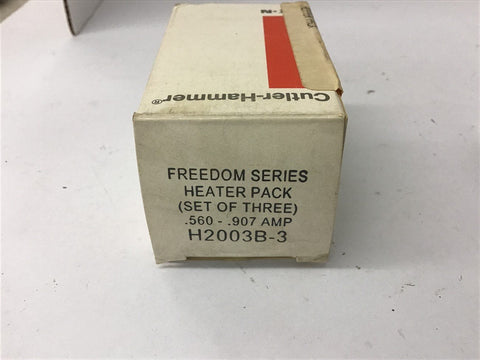 Cutler-Hammer®
FREEDOM SERIES
HEATER PACK
(SET OF THREE)
.560 - .907 AMP
H2003B-3